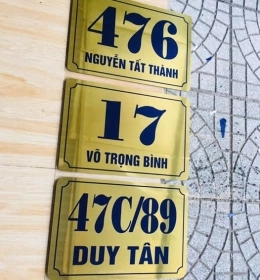 476
NGUYỄN TẤT THÀNH
17
VÕ TRỌNG BÌNH
47C/89
DUY TÂN